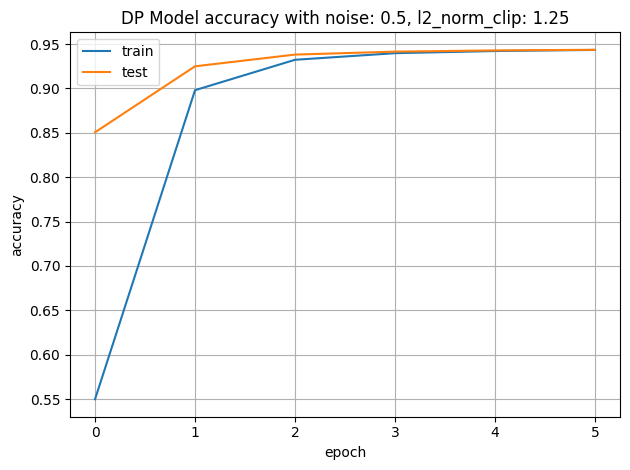 DP Model accuracy with noise: 0.5, l2_norm_clip: 1.25
train
test
0.95
0.90
0.85
0.80
0.75
0.70
0.65
0.60
0.55
accuracy
0 1 2 3 4 5
epoch